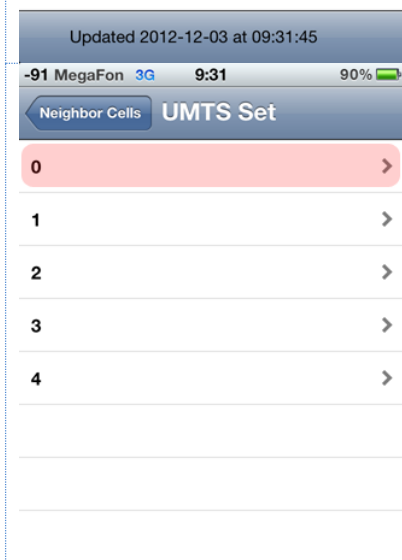 Updated 2012-12-03 at 09:31:45
-91 MegaFon 3G 9:31 90%
Neighbor Cells UMTS Set
0
1
2
3
4